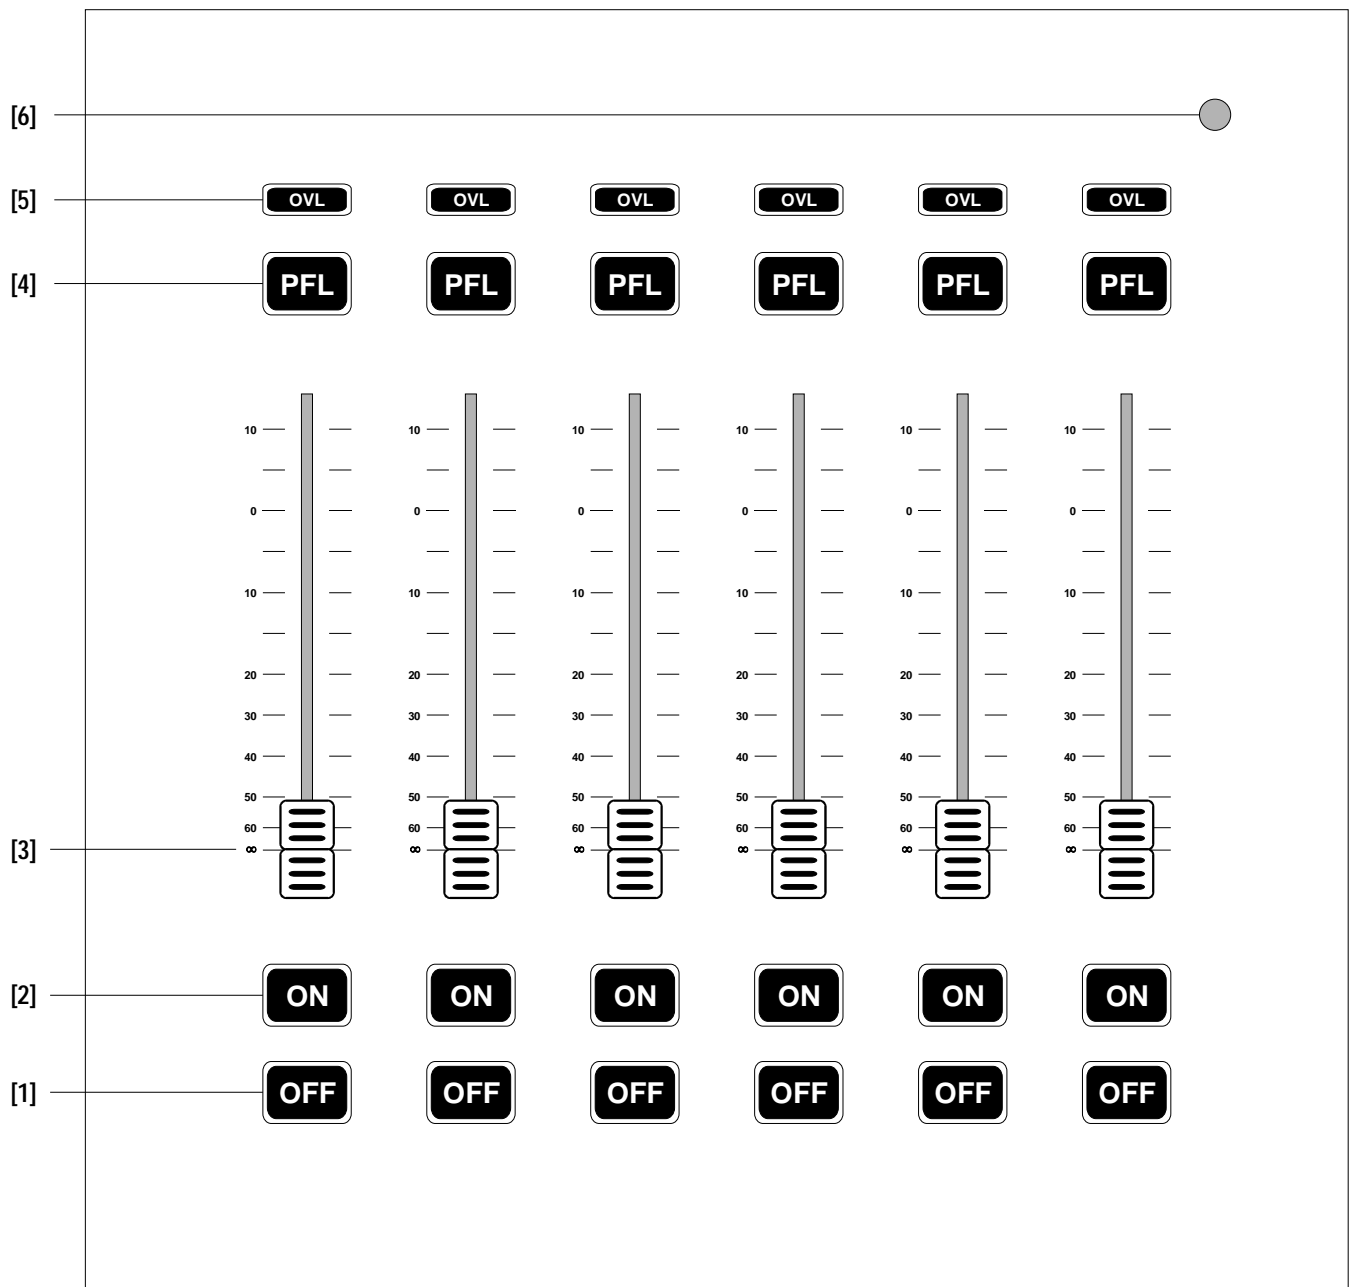 [6]
[5] OVL OVL OVL OVL OVL OVL
[4] PFL PFL PFL PFL PFL PFL
10 10 10 10 10 10
0 0 0 0 0 0
10 10 10 10 10 10
20 20 20 20 20 20
30 30 30 30 30 30
40 40 40 40 40 40
50 50 50 50 50 50
60 60 60 60 60 60
[3] ∞ ∞ ∞ ∞ ∞ ∞
[2] ON ON ON ON ON ON
[1] OFF OFF OFF OFF OFF OFF